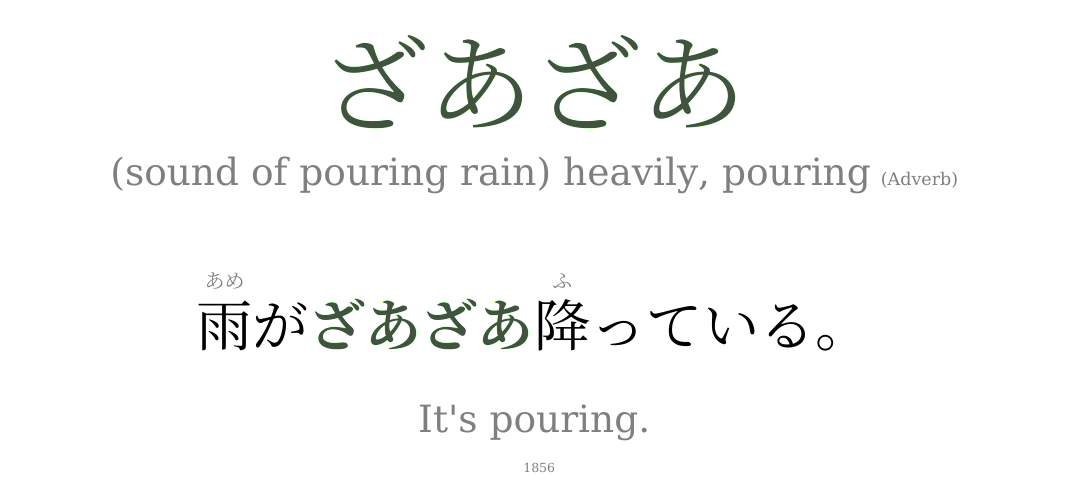 ざあざあ
(sound of pouring rain) heavily, pouring (Adverb)
あめ ふ
雨がざあざあ降っている。
It's pouring.
1856